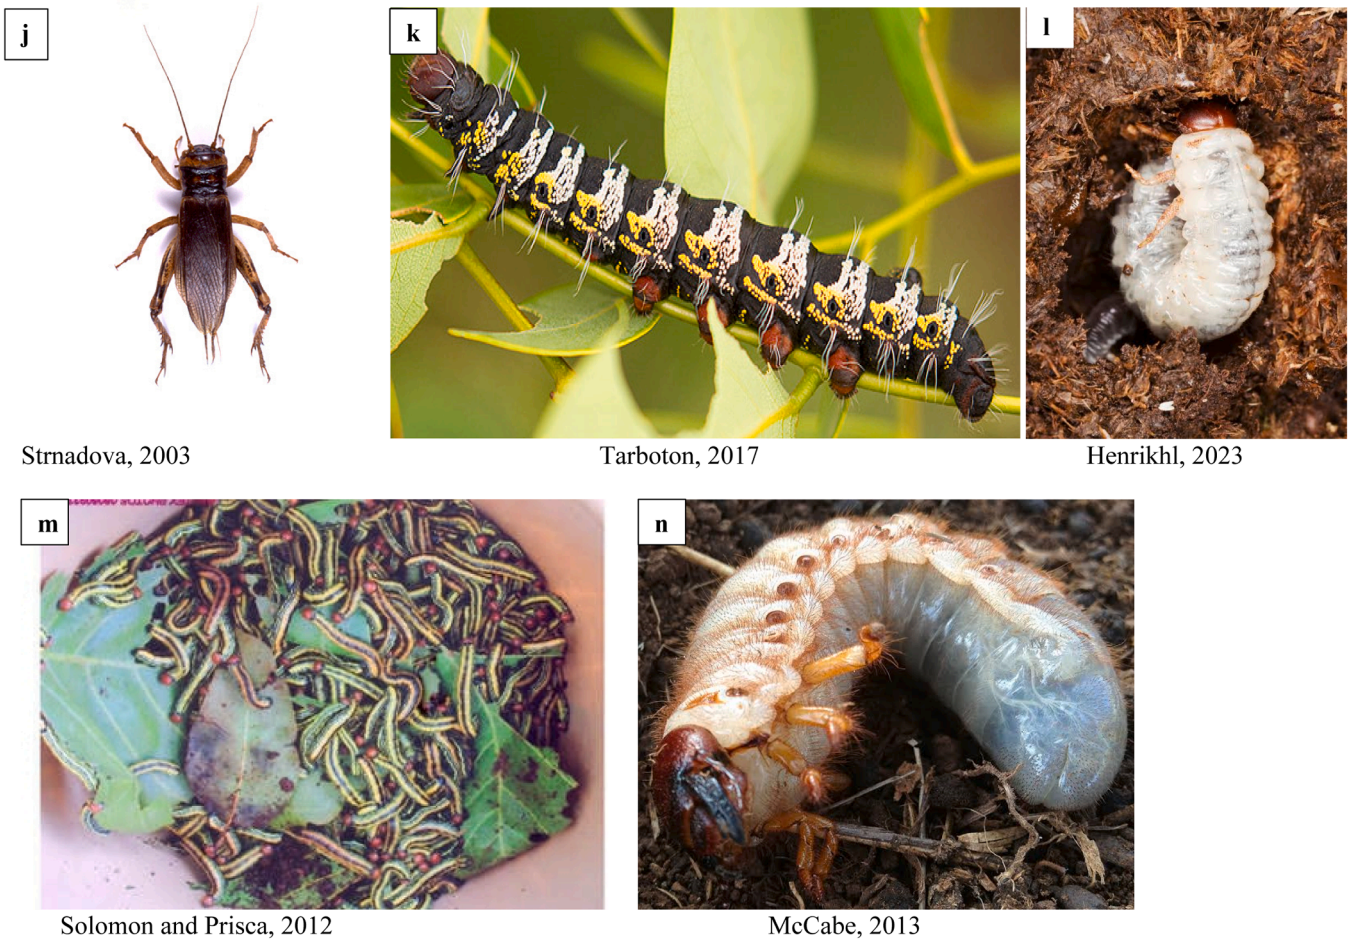 j
k
l
Strnadova, 2003
Tarboton, 2017
Henrikhl, 2023
m
n
Solomon and Prisca, 2012
McCabe, 2013